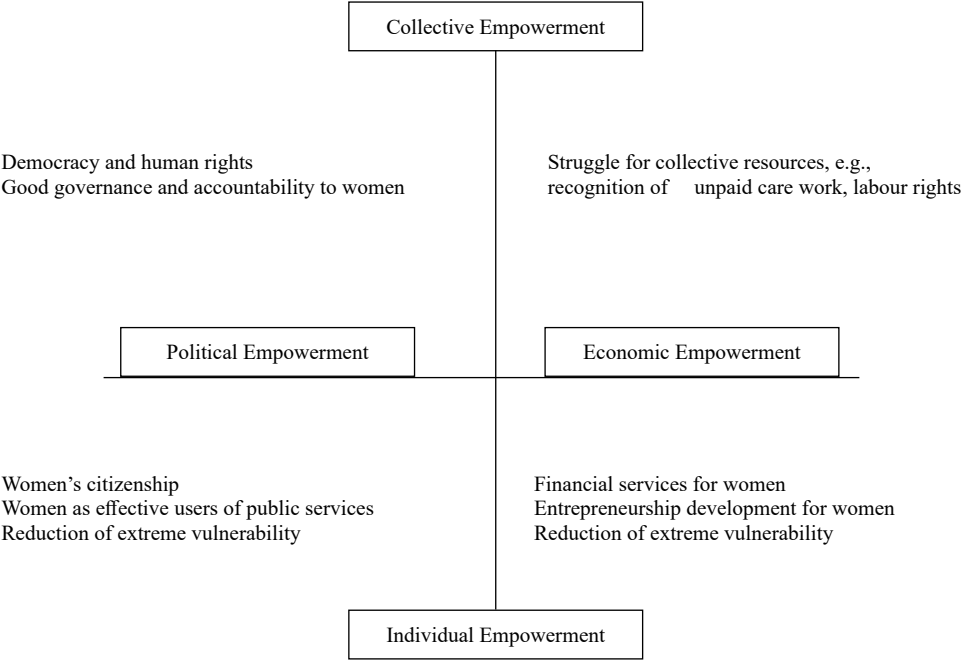 Collective Empowerment
Democracy and human rights
Good governance and accountability to women
Struggle for collective resources, e.g.,
recognition of unpaid care work, labour rights
Political Empowerment
Economic Empowerment
Women’s citizenship
Women as effective users of public services
Reduction of extreme vulnerability
Financial services for women
Entrepreneurship development for women
Reduction of extreme vulnerability
Individual Empowerment